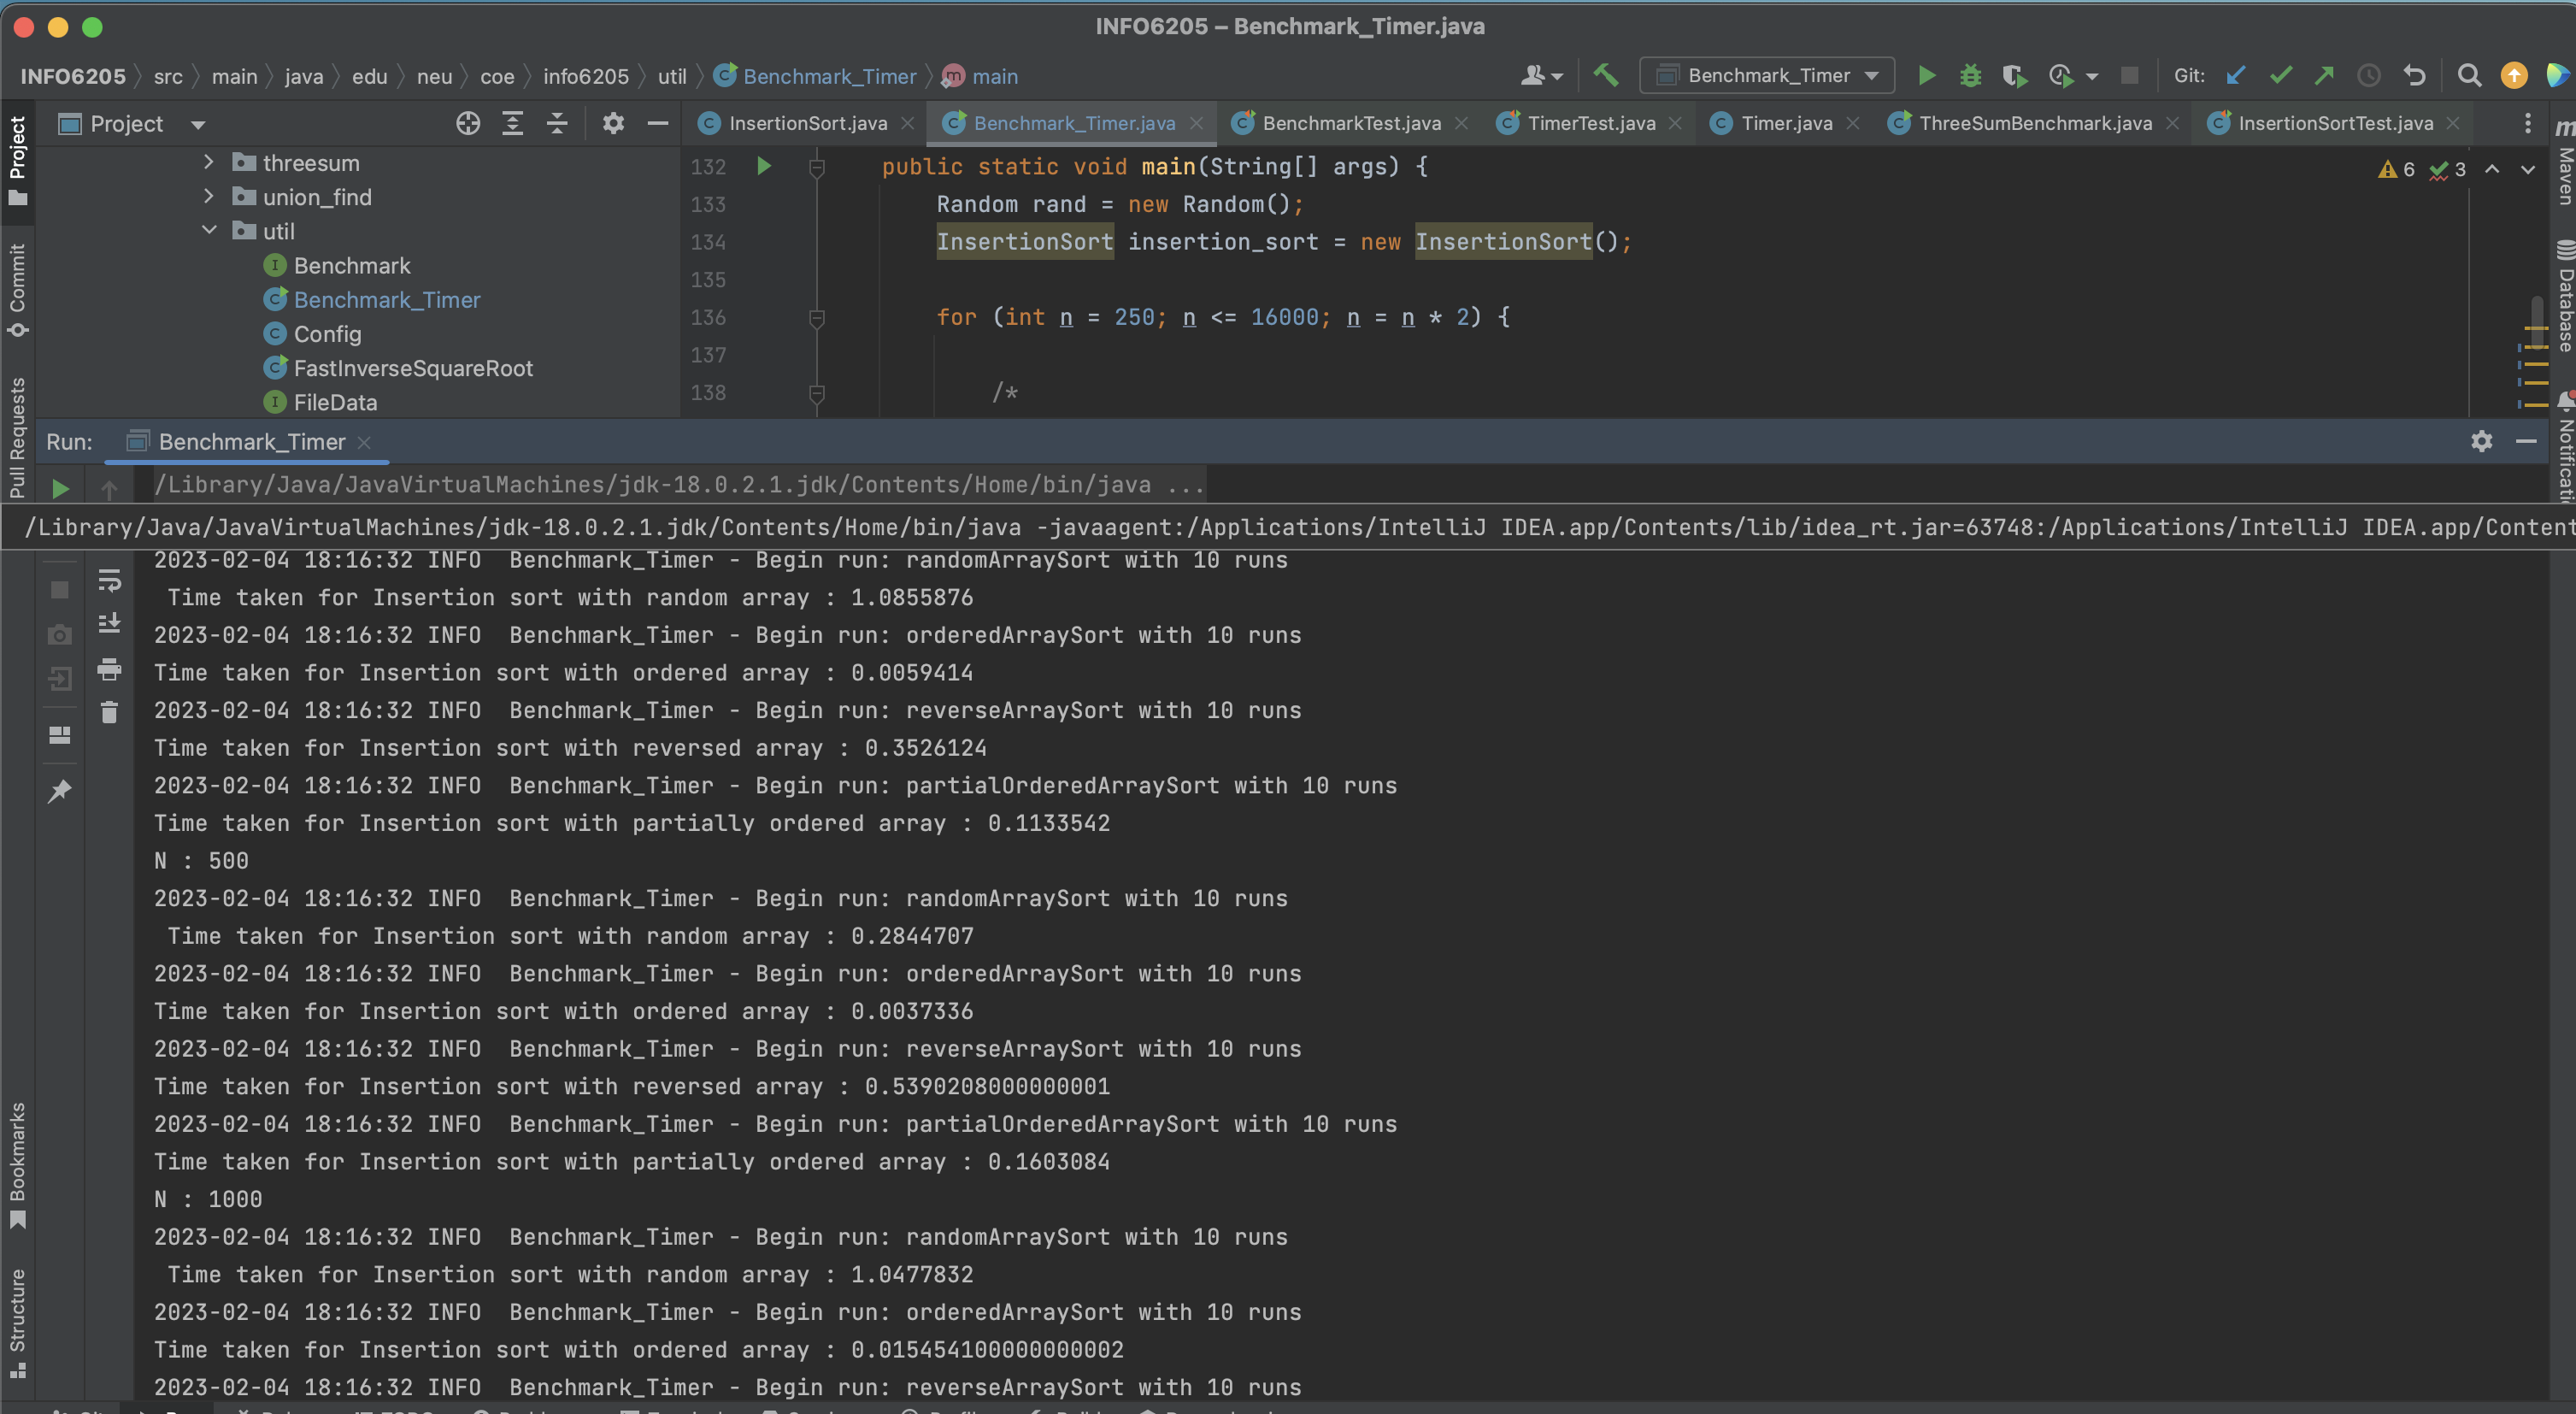 INFO6205 – Benchmark_Timer.java
INFO6205 src main java edu neu coe info6205 util Benchmark_Timer m main
Benchmark_Timer Git:
Project
InsertionSort.java Benchmark_Timer.java BenchmarkTest.java TimerTest.java Timer.java ThreeSumBenchmark.java InsertionSortTest.java
threesum
union_find
util
Benchmark
Benchmark_Timer
Config
FastInverseSquareRoot
FileData
132 public static void main(String[] args) {
133 Random rand = new Random();
134 InsertionSort insertion_sort = new InsertionSort();
135
136 for (int n = 250; n <= 16000; n = n * 2) {
137
138 /*
6 3
Project
Commit
Pull Requests
Bookmarks
Structure
Maven
Database
Run: Benchmark_Timer
/Library/Java/JavaVirtualMachines/jdk-18.0.2.1.jdk/Contents/Home/bin/java ...
/Library/Java/JavaVirtualMachines/jdk-18.0.2.1.jdk/Contents/Home/bin/java -javaagent:/Applications/IntelliJ IDEA.app/Contents/lib/idea_rt.jar=63748:/Applications/IntelliJ IDEA.app/Content
2023-02-04 18:16:32 INFO  Benchmark_Timer - Begin run: randomArraySort with 10 runs
 Time taken for Insertion sort with random array : 1.0855876
2023-02-04 18:16:32 INFO  Benchmark_Timer - Begin run: orderedArraySort with 10 runs
Time taken for Insertion sort with ordered array : 0.0059414
2023-02-04 18:16:32 INFO  Benchmark_Timer - Begin run: reverseArraySort with 10 runs
Time taken for Insertion sort with reversed array : 0.3526124
2023-02-04 18:16:32 INFO  Benchmark_Timer - Begin run: partialOrderedArraySort with 10 runs
Time taken for Insertion sort with partially ordered array : 0.1133542
N : 500
2023-02-04 18:16:32 INFO  Benchmark_Timer - Begin run: randomArraySort with 10 runs
 Time taken for Insertion sort with random array : 0.2844707
2023-02-04 18:16:32 INFO  Benchmark_Timer - Begin run: orderedArraySort with 10 runs
Time taken for Insertion sort with ordered array : 0.0037336
2023-02-04 18:16:32 INFO  Benchmark_Timer - Begin run: reverseArraySort with 10 runs
Time taken for Insertion sort with reversed array : 0.5390208000000001
2023-02-04 18:16:32 INFO  Benchmark_Timer - Begin run: partialOrderedArraySort with 10 runs
Time taken for Insertion sort with partially ordered array : 0.1603084
N : 1000
2023-02-04 18:16:32 INFO  Benchmark_Timer - Begin run: randomArraySort with 10 runs
 Time taken for Insertion sort with random array : 1.0477832
2023-02-04 18:16:32 INFO  Benchmark_Timer - Begin run: orderedArraySort with 10 runs
Time taken for Insertion sort with ordered array : 0.015454100000000002
2023-02-04 18:16:32 INFO  Benchmark_Timer - Begin run: reverseArraySort with 10 runs